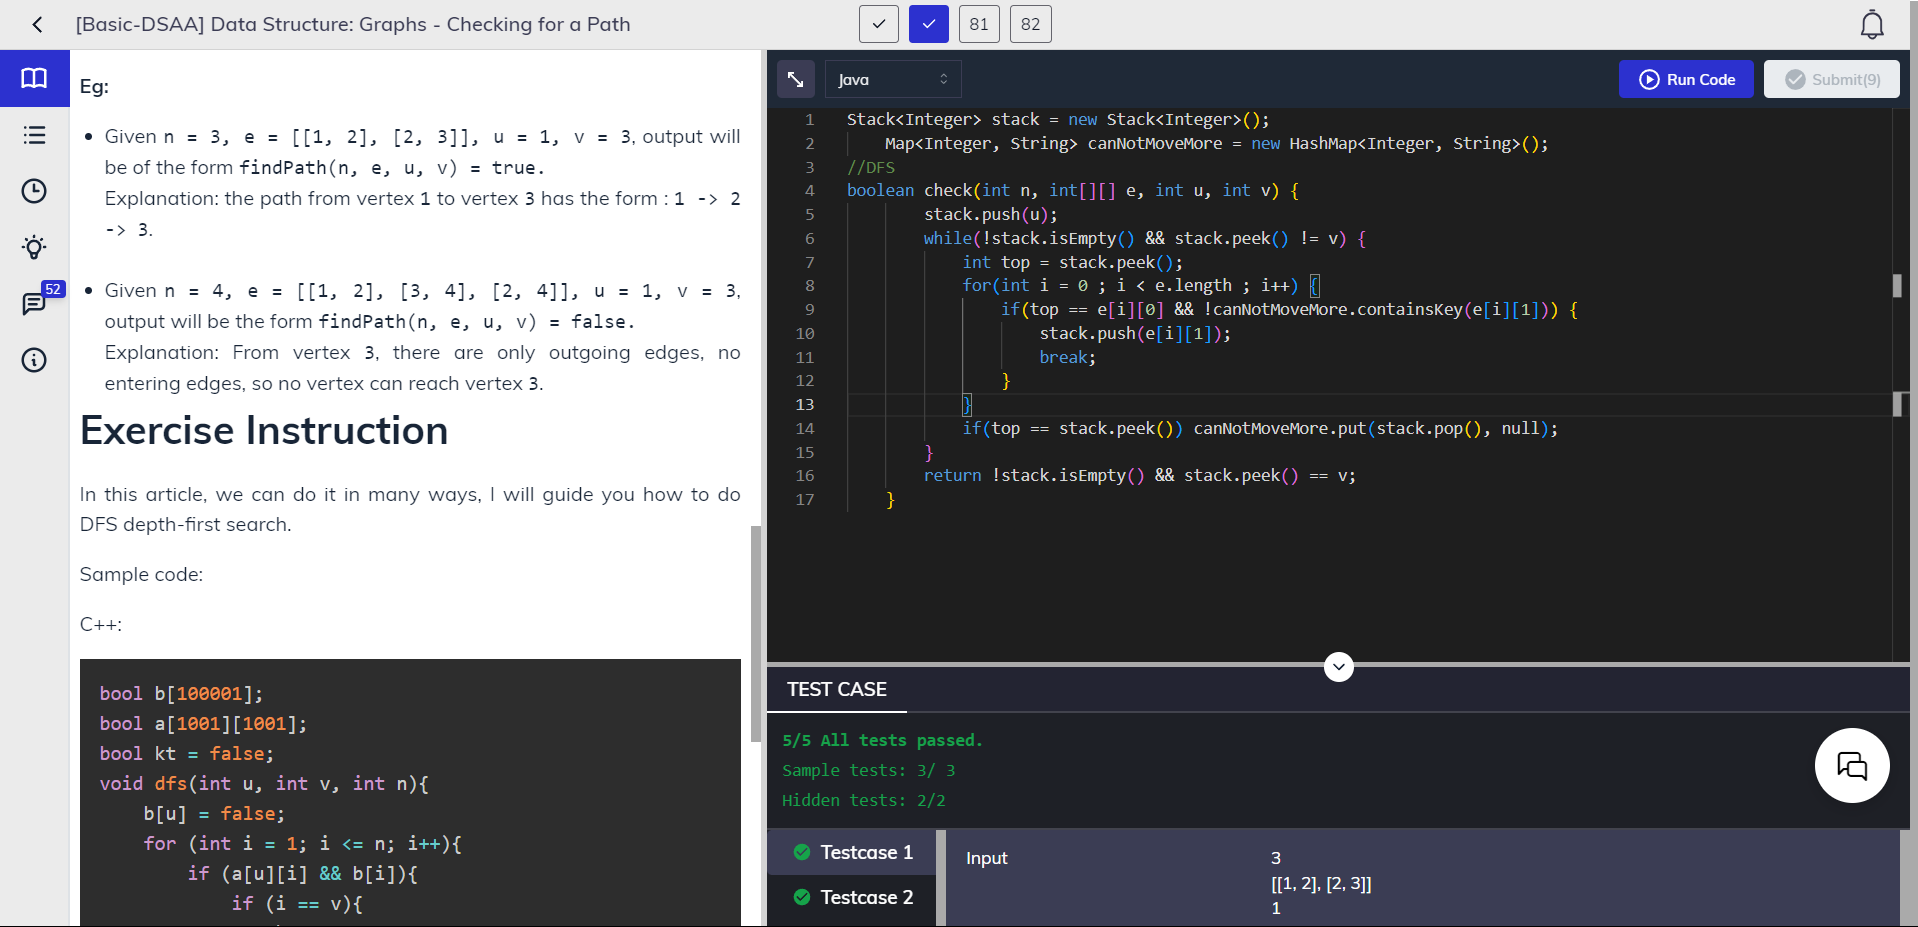 [Basic-DSAA] Data Structure: Graphs - Checking for a Path
81
82
52
Eg:
Given n = 3, e = [[1, 2], [2, 3]], u = 1, v = 3, output will
be of the form findPath(n, e, u, v) = true.
Explanation: the path from vertex 1 to vertex 3 has the form : 1 -> 2
-> 3.
Given n = 4, e = [[1, 2], [3, 4], [2, 4]], u = 1, v = 3,
output will be the form findPath(n, e, u, v) = false.
Explanation: From vertex 3, there are only outgoing edges, no
entering edges, so no vertex can reach vertex 3.
Exercise Instruction
In this article, we can do it in many ways, I will guide you how to do
DFS depth-first search.
Sample code:
C++:
bool b[100001];
bool a[1001][1001];
bool kt = false;
void dfs(int u, int v, int n){
b[u] = false;
for (int i = 1; i <= n; i++){
if (a[u][i] && b[i]){
if (i == v){
Java
Run Code
Submit(9)
1 Stack<Integer> stack = new Stack<Integer>();
2 Map<Integer, String> canNotMoveMore = new HashMap<Integer, String>();
3 //DFS
4 boolean check(int n, int[][] e, int u, int v) {
5 stack.push(u);
6 while(!stack.isEmpty() && stack.peek() != v) {
7 int top = stack.peek();
8 for(int i = 0 ; i < e.length ; i++) {
9 if(top == e[i][0] && !canNotMoveMore.containsKey(e[i][1])) {
10 stack.push(e[i][1]);
11 break;
12 }
13 }
14 if(top == stack.peek()) canNotMoveMore.put(stack.pop(), null);
15 }
16 return !stack.isEmpty() && stack.peek() == v;
17 }
TEST CASE
5/5 All tests passed.
Sample tests: 3/ 3
Hidden tests: 2/2
Testcase 1
Testcase 2
Input
3
[[1, 2], [2, 3]]
1